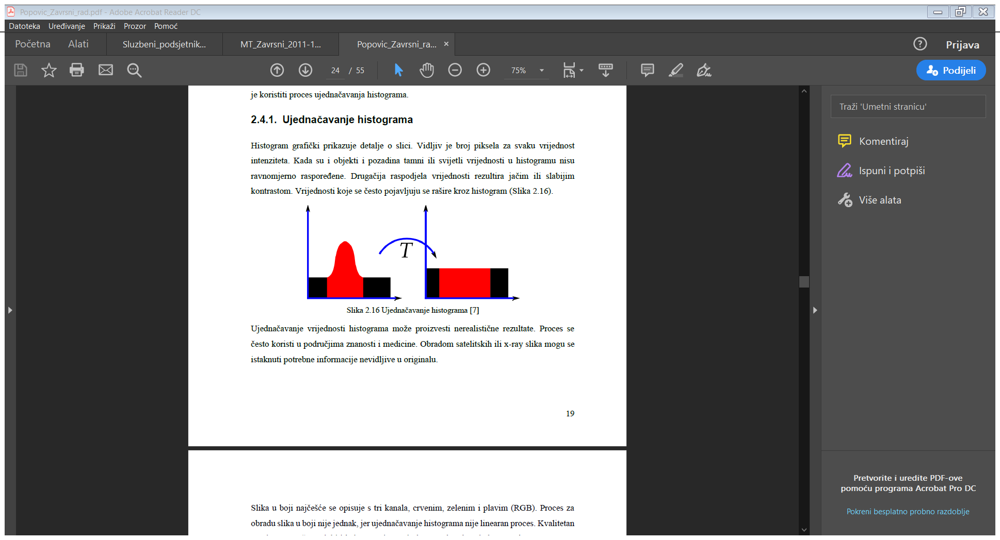 Popovic_Zavrsni_rad.pdf - Adobe Acrobat Reader DC
Datoteka Uređivanje Prikaži Prozor Pomoć
Početna Alati Sluzbeni_podsjetnik... MT_Zavrsni_2011-1... Popovic_Zavrsni_ra... × ? Prijava
24 / 55 75% Podijeli
je koristiti proces ujednačavanja histograma.
2.4.1. Ujednačavanje histograma
Histogram grafički prikazuje detalje o slici. Vidljiv je broj piksela za svaku vrijednost
intenziteta. Kada su i objekti i pozadina tamni ili svijetli vrijednosti u histogramu nisu
ravnomjerno raspoređene. Drugačija raspodjela vrijednosti rezultira jačim ili slabijim
kontrastom. Vrijednosti koje se često pojavljuju se rašire kroz histogram (Slika 2.16).
T
Slika 2.16 Ujednačavanje histograma [7]
Ujednačavanje vrijednosti histograma može proizvesti nerealistične rezultate. Proces se
često koristi u područjima znanosti i medicine. Obradom satelitskih ili x-ray slika mogu se
istaknuti potrebne informacije nevidljive u originalu.
19
Slika u boji najčešće se opisuje s tri kanala, crvenim, zelenim i plavim (RGB). Proces za
obradu slika u boji nije jednak, jer ujednačavanje histograma nije linearan proces. Kvalitetan
Traži 'Umetni stranicu'
Komentiraj
Ispuni i potpiši
Više alata
Pretvorite i uredite PDF-ove
pomoću programa Acrobat Pro DC
Pokreni besplatno probno razdoblje